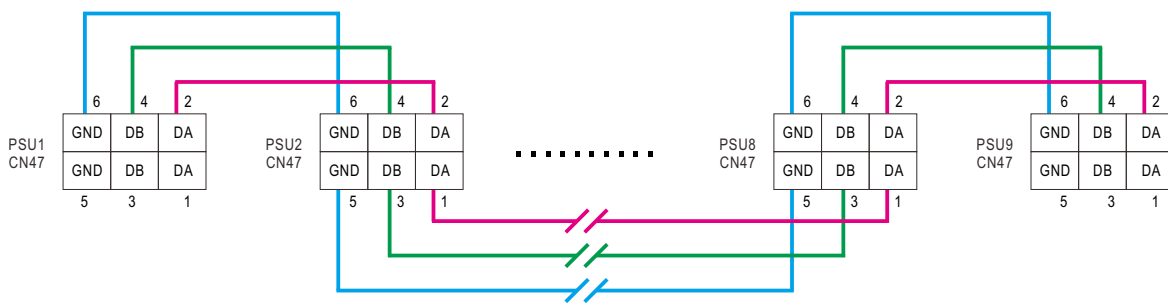 6 4 2 6 4 2 6 4 2 6 4 2
PSU1 GND DB DA PSU2 GND DB DA PSU8 GND DB DA PSU9 GND DB DA
CN47 GND DB DA CN47 GND DB DA CN47 GND DB DA CN47 GND DB DA
5 3 1 5 3 1 5 3 1 5 3 1